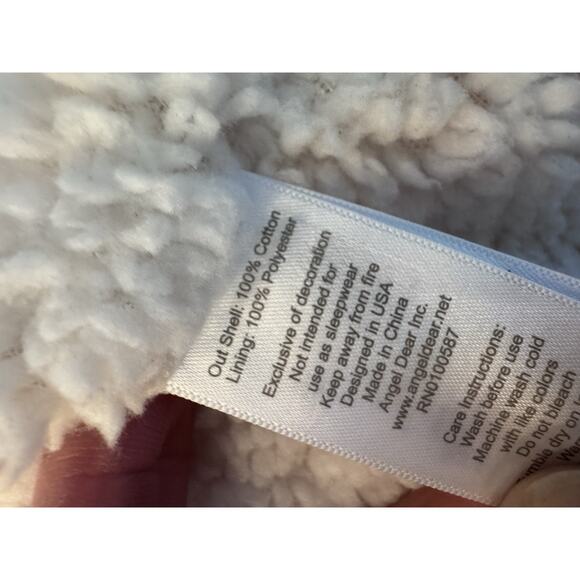 Out Shell: 100% Cotton
Lining: 100% Polyester
Exclusive of decoration
Not intended for
use as sleepwear
Keep away from fire
Designed in USA
Made in China
Angel Dear Inc.
www.angeldear.net
RN0100587
Care Instructions:
Wash before use
Machine wash cold
with like colors
Do not bleach
dry